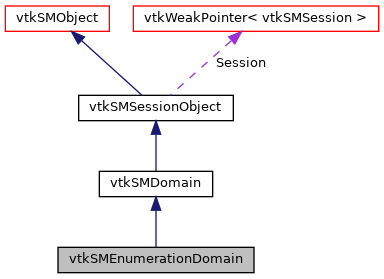 vtkSMObject
vtkWeakPointer< vtkSMSession >
Session
vtkSMSessionObject
vtkSMDomain
vtkSMEnumerationDomain